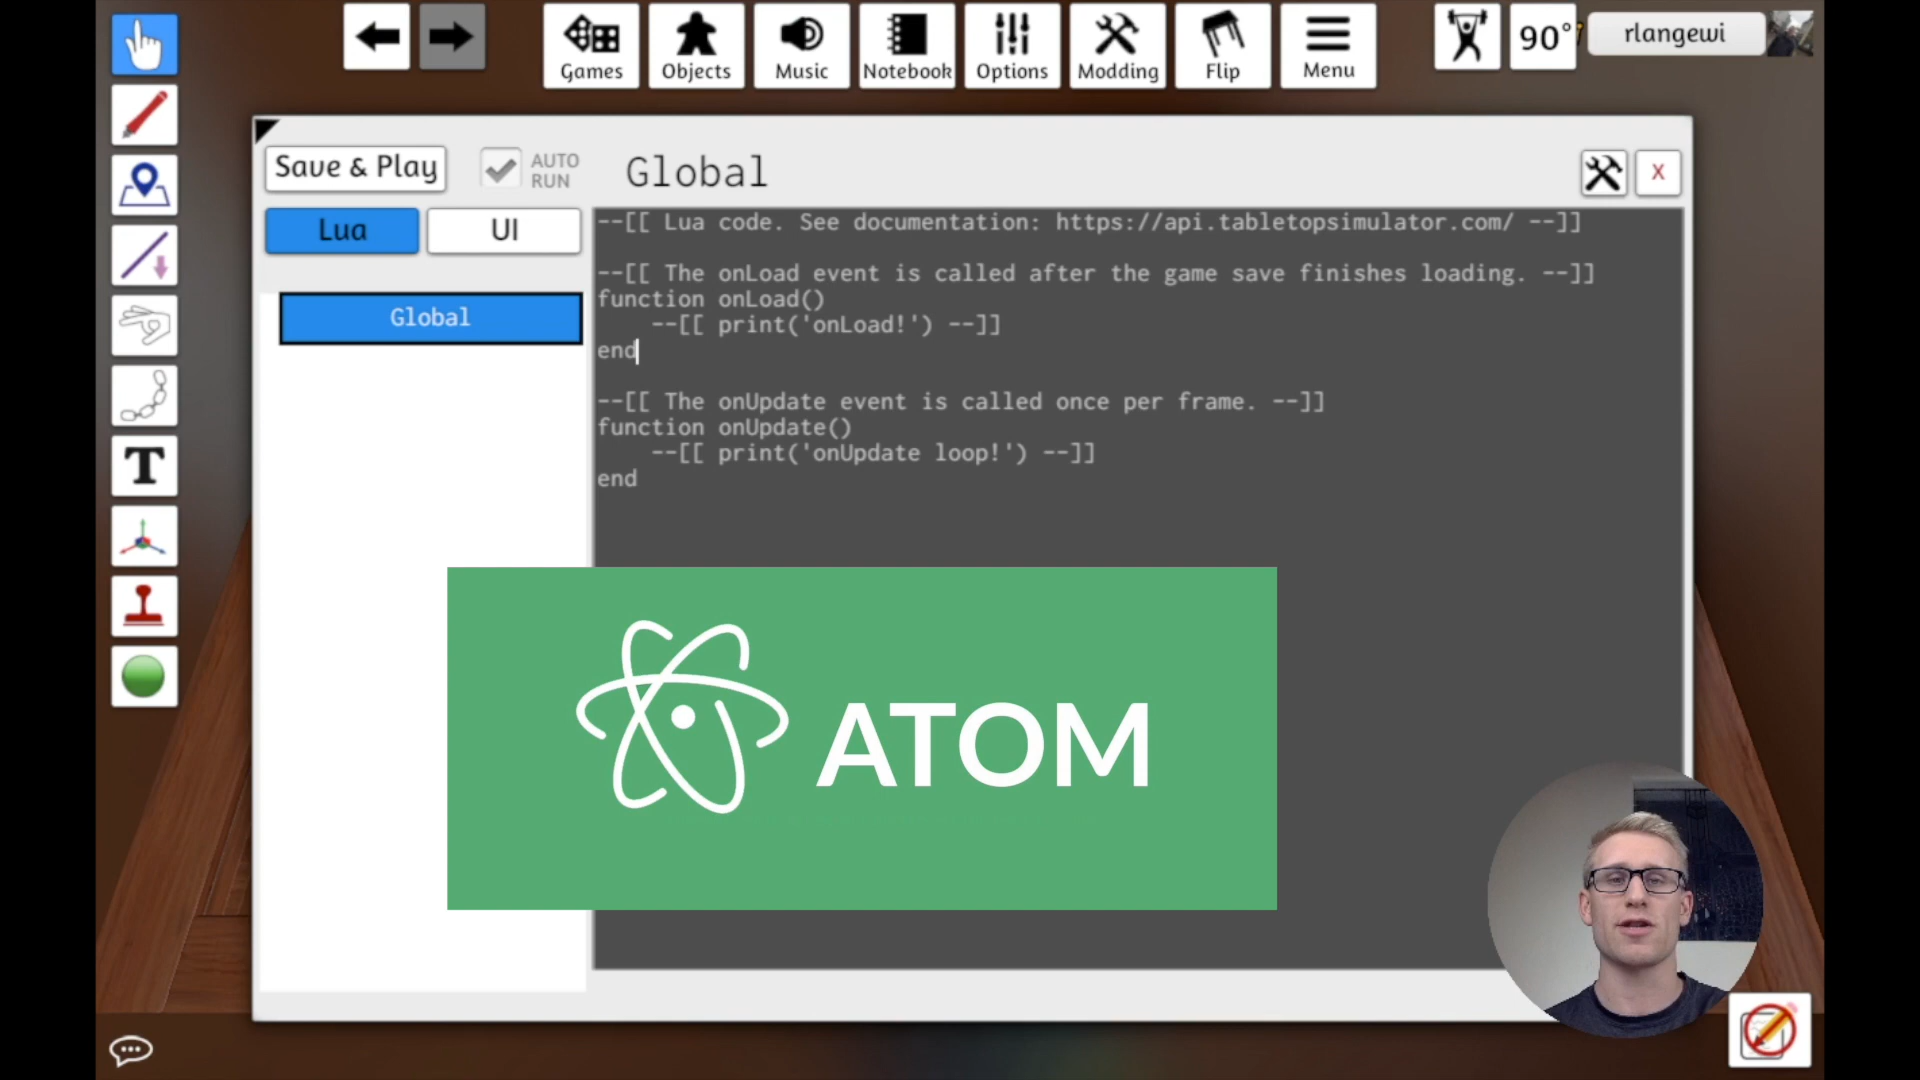 Games
Objects
Music
Notebook
Options
Modding
Flip
Menu
90°
rlangewi
Save & Play
AUTO
RUN
Global
X
Lua
UI
Global
--[[ Lua code. See documentation: https://api.tabletopsimulator.com/ --]]
--[[ The onLoad event is called after the game save finishes loading. --]]
function onLoad()
--[[ print('onLoad!') --]]
end
--[[ The onUpdate event is called once per frame. --]]
function onUpdate()
--[[ print('onUpdate loop!') --]]
end
T
ATOM